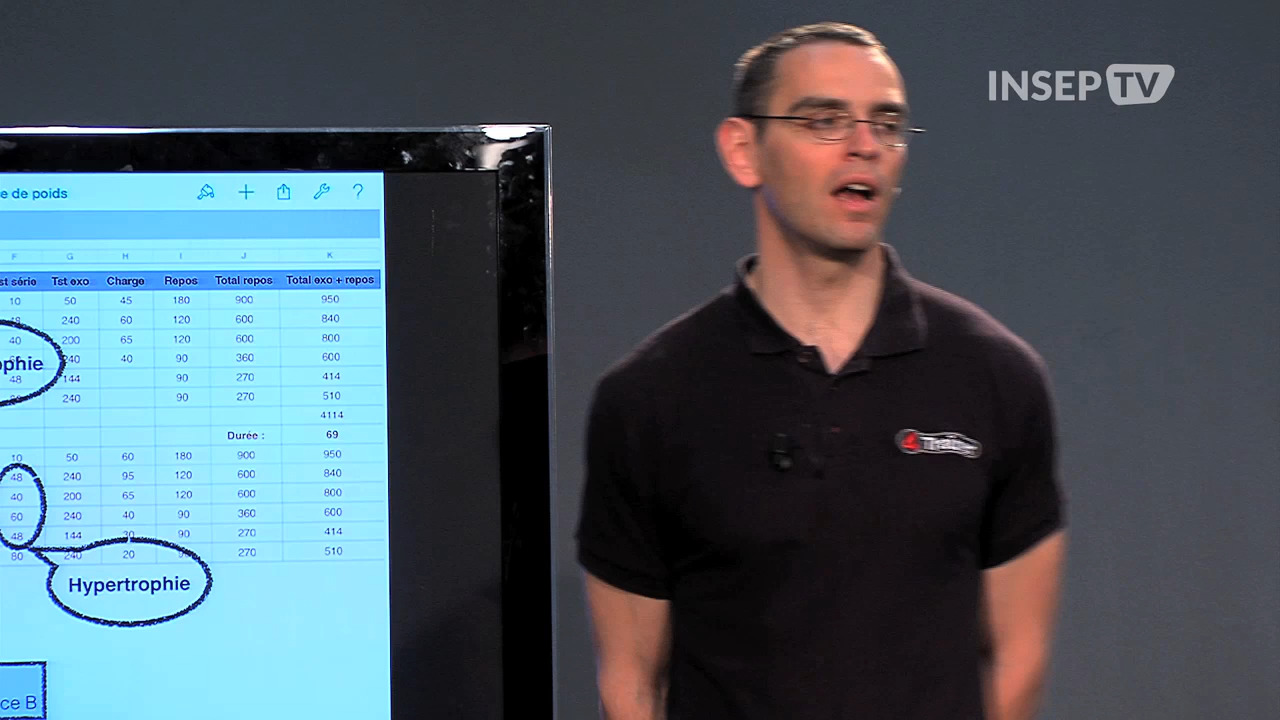 INSEP TV
e de poids
F G H I J K
st série Tst exo Charge Repos Total repos Total exo + repos
10 50 45 180 900 950
48 240 60 120 600 840
40 200 65 120 600 800
240 40 90 360 600
ophie
48 144 90 270 414
240 90 270 510
4114
Durée : 69
10 50 60 180 900 950
48 240 95 120 600 840
40 200 65 120 600 800
60 240 40 90 360 600
48 144 30 90 270 414
80 240 20 270 510
Hypertrophie
ce B
4Trainer